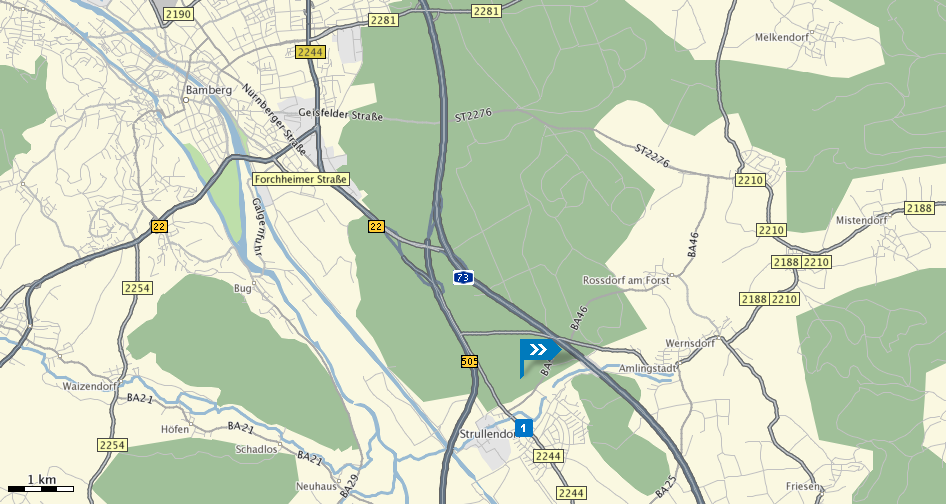 2190
2281
2281
2244
Melkendorf
Bamberg
Nürnberger-Straße
Geisfelder Straße
ST2276
ST2276
Forchheimer Straße
2210
2188
Mistendorf
22
22
2210
Galgenfuhr
BA46
2188 2210
73
Rossdorf am Forst
2254
Bug
2188 2210
BA46
Wernsdorf
505
Amlingstadt
Waizendorf
BA21
Höfen
BA21
1
Strullendorf
2254
Schadlos
BA21
2244
Neuhaus
BA29
BA25
Friesen
2244
1 km